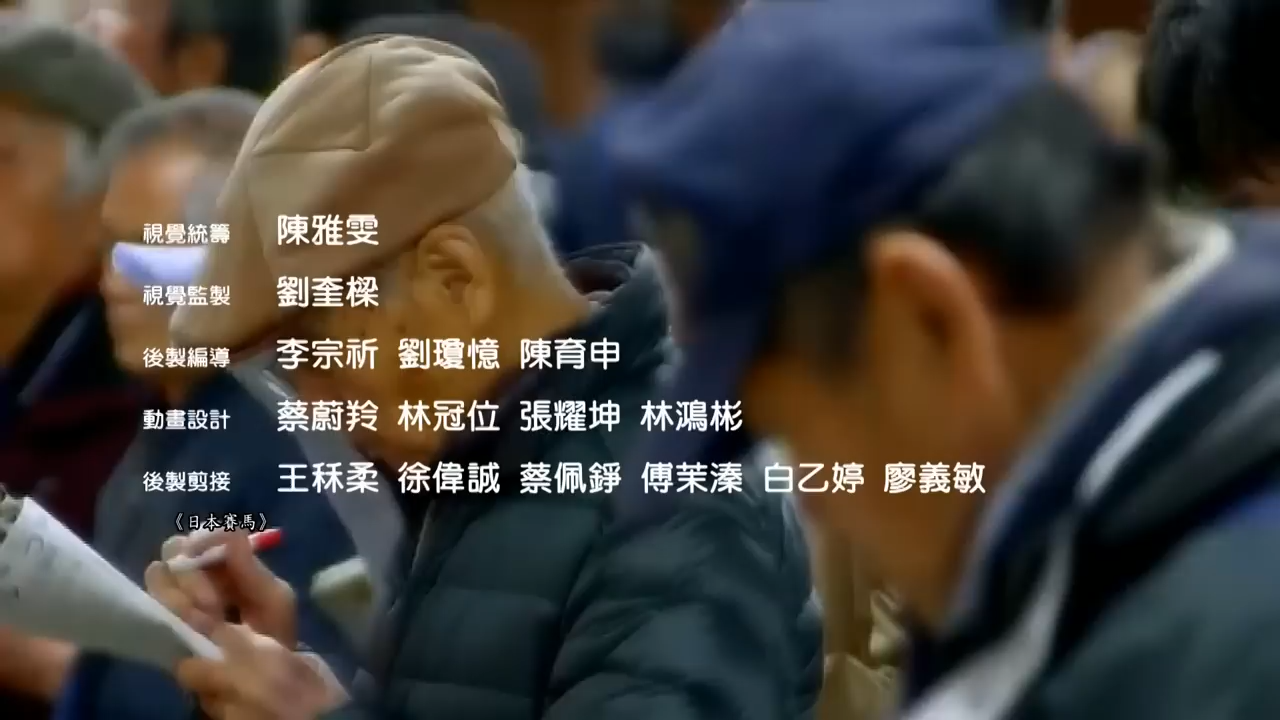 視覺統籌 陳雅雯
視覺監製 劉奎樑
後製編導 李宗祈 劉瓊憶 陳育申
動畫設計 蔡蔚羚 林冠位 張耀坤 林鴻彬
後製剪接 王秝柔 徐偉誠 蔡佩錚 傅茉溱 白乙婷 廖義敏
《日本賽馬》